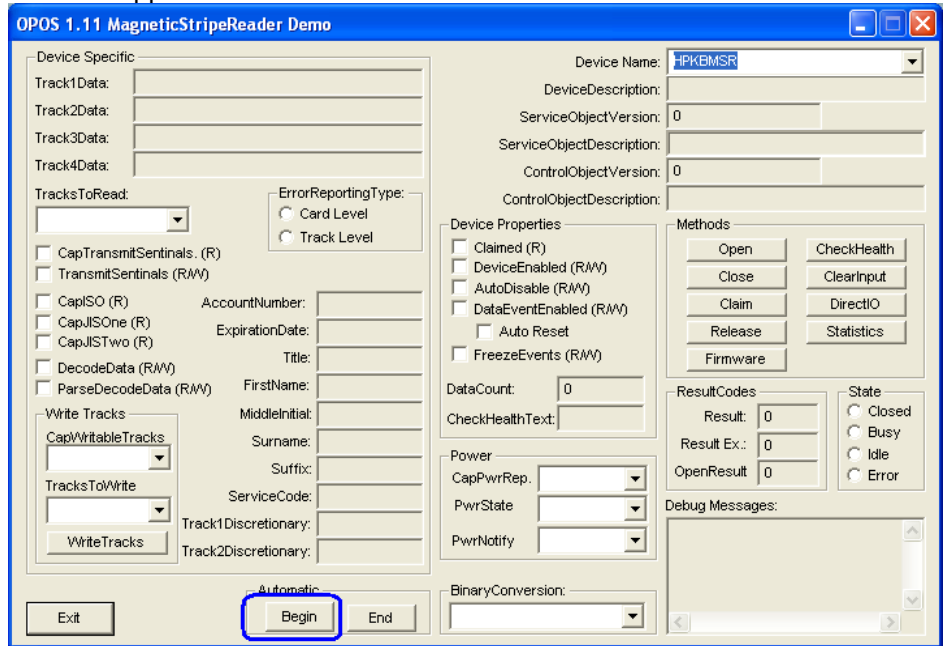 OPOS 1.11 MagneticStripeReader Demo
Device Specific
Track1Data:
Track2Data:
Track3Data:
Track4Data:
TracksToRead:
ErrorReportingType:
Card Level
Track Level
CapTransmitSentinals. (R)
TransmitSentinals (R/W)
CapISO (R)
CapJISOne (R)
CapJISTwo (R)
DecodeData (R/W)
ParseDecodeData (R/W)
AccountNumber:
ExpirationDate:
Title:
FirstName:
MiddleInitial:
Surname:
Suffix:
ServiceCode:
Track1Discretionary:
Track2Discretionary:
Write Tracks
CapWritableTracks
TracksToWrite
WriteTracks
Exit
Automatic
Begin
End
Device Name: HPKBMSR
DeviceDescription:
ServiceObjectVersion: 0
ServiceObjectDescription:
ControlObjectVersion: 0
ControlObjectDescription:
Device Properties
Claimed (R)
DeviceEnabled (R/W)
AutoDisable (R/W)
DataEventEnabled (R/W)
Auto Reset
FreezeEvents (R/W)
DataCount: 0
CheckHealthText:
Power
CapPwrRep.
PwrState
PwrNotify
BinaryConversion:
Methods
Open
CheckHealth
Close
ClearInput
Claim
DirectIO
Release
Statistics
Firmware
ResultCodes
Result: 0
Result Ex.: 0
OpenResult 0
State
Closed
Busy
Idle
Error
Debug Messages: